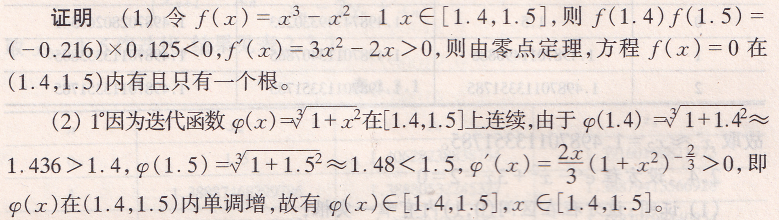 证明 (1) 令 f(x)=x³-x²-1 x∈[1.4,1.5],则 f(1.4)f(1.5)=
(-0.216)×0.125<0,f′(x)=3x²-2x>0,则由零点定理,方程 f(x)=0 在
(1.4,1.5)内有且只有一个根。
(2) 1°因为迭代函数 φ(x)=∛1+x²在[1.4,1.5]上连续,由于 φ(1.4)=∛1+1.4²≈
1.436>1.4,φ(1.5)=∛1+1.5²≈1.48<1.5,φ′(x)=2x/3(1+x²)^(-2/3)>0,即
φ(x)在(1.4,1.5)内单调增,故有 φ(x)∈[1.4,1.5],x∈[1.4,1.5]。